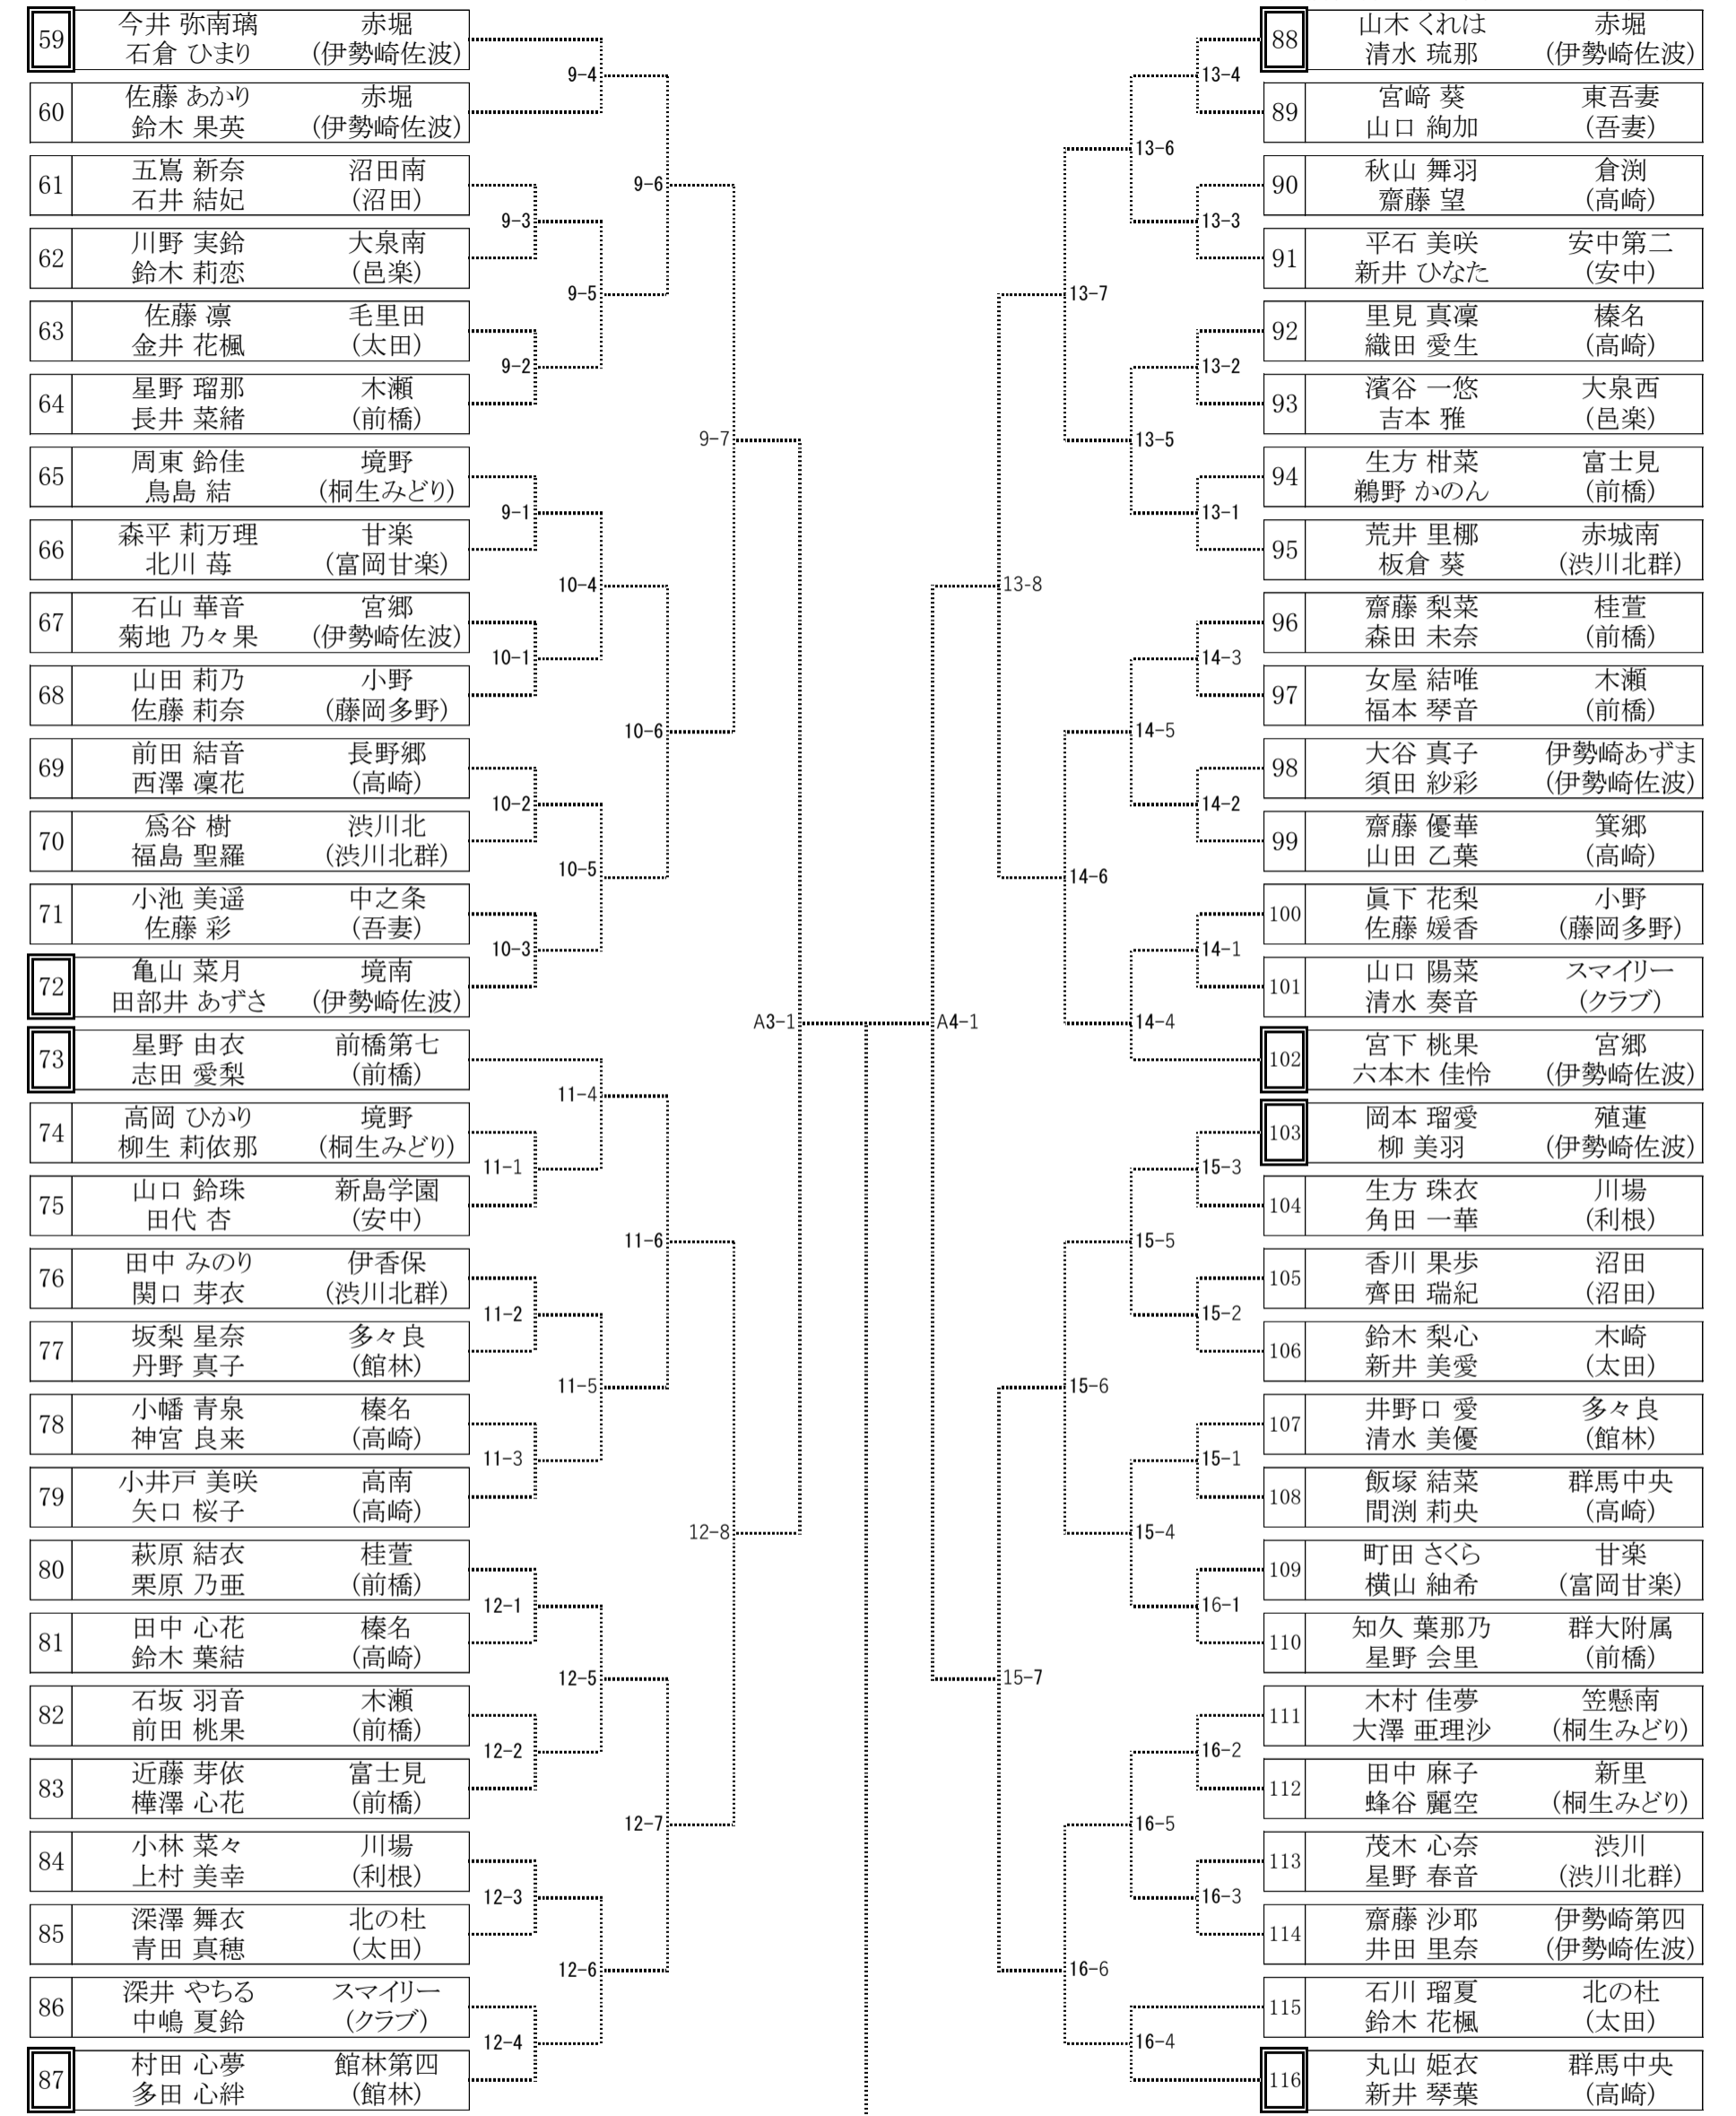 59 今井 弥南璃 赤堀
石倉 ひまり (伊勢崎佐波)
60 佐藤 あかり 赤堀
鈴木 果英 (伊勢崎佐波)
61 五嶌 新奈 沼田南
石井 結妃 (沼田)
62 川野 実鈴 大泉南
鈴木 莉恋 (邑楽)
63 佐藤 凛 毛里田
金井 花楓 (太田)
64 星野 瑠那 木瀬
長井 菜緒 (前橋)
65 周東 鈴佳 境野
鳥島 結 (桐生みどり)
66 森平 莉万理 甘楽
北川 苺 (富岡甘楽)
67 石山 華音 宮郷
菊地 乃々果 (伊勢崎佐波)
68 山田 莉乃 小野
佐藤 莉奈 (藤岡多野)
69 前田 結音 長野郷
西澤 凜花 (高崎)
70 爲谷 樹 渋川北
福島 聖羅 (渋川北群)
71 小池 美遥 中之条
佐藤 彩 (吾妻)
72 亀山 菜月 境南
田部井 あずさ (伊勢崎佐波)
73 星野 由衣 前橋第七
志田 愛梨 (前橋)
74 高岡 ひかり 境野
柳生 莉依那 (桐生みどり)
75 山口 鈴珠 新島学園
田代 杏 (安中)
76 田中 みのり 伊香保
関口 芽衣 (渋川北群)
77 坂梨 星奈 多々良
丹野 真子 (館林)
78 小幡 青泉 榛名
神宮 良来 (高崎)
79 小井戸 美咲 高南
矢口 桜子 (高崎)
80 萩原 結衣 桂萱
栗原 乃亜 (前橋)
81 田中 心花 榛名
鈴木 葉結 (高崎)
82 石坂 羽音 木瀬
前田 桃果 (前橋)
83 近藤 芽依 富士見
樺澤 心花 (前橋)
84 小林 菜々 川場
上村 美幸 (利根)
85 深澤 舞衣 北の杜
青田 真穂 (太田)
86 深井 やちる スマイリー
中嶋 夏鈴 (クラブ)
87 村田 心夢 館林第四
多田 心絆 (館林)
9-4
9-6
9-3
9-5
9-2
9-7
9-1
10-4
10-1
10-6
10-2
10-5
10-3
A3-1
11-4
11-1
11-6
11-2
11-5
11-3
12-8
12-1
12-5
12-2
12-7
12-3
12-6
12-4
13-4
13-6
13-3
13-7
13-2
13-5
13-1
13-8
14-3
14-5
14-2
14-6
14-1
A4-1
14-4
15-3
15-5
15-2
15-6
15-1
15-4
16-1
15-7
16-2
16-5
16-3
16-6
16-4
88 山木 くれは 赤堀
清水 琉那 (伊勢崎佐波)
89 宮﨑 葵 東吾妻
山口 絢加 (吾妻)
90 秋山 舞羽 倉渕
齋藤 望 (高崎)
91 平石 美咲 安中第二
新井 ひなた (安中)
92 里見 真凜 榛名
織田 愛生 (高崎)
93 濱谷 一悠 大泉西
吉本 雅 (邑楽)
94 生方 柑菜 富士見
鵜野 かのん (前橋)
95 荒井 里梛 赤城南
板倉 葵 (渋川北群)
96 齋藤 梨菜 桂萱
森田 未奈 (前橋)
97 女屋 結唯 木瀬
福本 琴音 (前橋)
98 大谷 真子 伊勢崎あずま
須田 紗彩 (伊勢崎佐波)
99 齋藤 優華 箕郷
山田 乙葉 (高崎)
100 眞下 花梨 小野
佐藤 媛香 (藤岡多野)
101 山口 陽菜 スマイリー
清水 奏音 (クラブ)
102 宮下 桃果 宮郷
六本木 佳怜 (伊勢崎佐波)
103 岡本 瑠愛 殖蓮
柳 美羽 (伊勢崎佐波)
104 生方 珠衣 川場
角田 一華 (利根)
105 香川 果歩 沼田
齊田 瑞紀 (沼田)
106 鈴木 梨心 木崎
新井 美愛 (太田)
107 井野口 愛 多々良
清水 美優 (館林)
108 飯塚 結菜 群馬中央
間渕 莉央 (高崎)
109 町田 さくら 甘楽
横山 紬希 (富岡甘楽)
110 知久 葉那乃 群大附属
星野 会里 (前橋)
111 木村 佳夢 笠懸南
大澤 亜理沙 (桐生みどり)
112 田中 麻子 新里
蜂谷 麗空 (桐生みどり)
113 茂木 心奈 渋川
星野 春音 (渋川北群)
114 齋藤 沙耶 伊勢崎第四
井田 里奈 (伊勢崎佐波)
115 石川 瑠夏 北の杜
鈴木 花楓 (太田)
116 丸山 姫衣 群馬中央
新井 琴葉 (高崎)